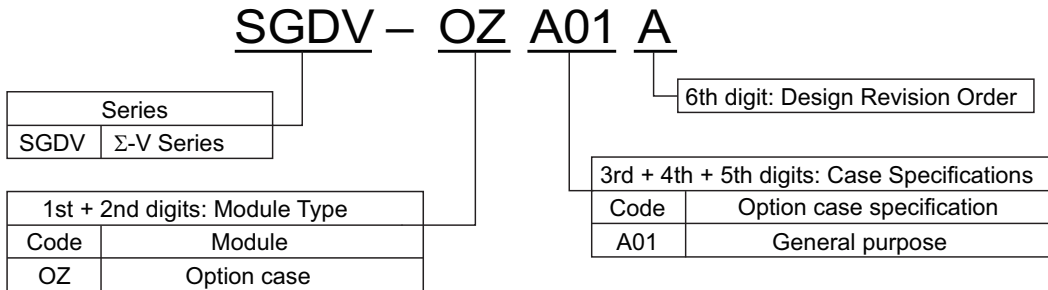 SGDV – OZ A01 A
6th digit: Design Revision Order
Series
SGDV Σ-V Series
3rd + 4th + 5th digits: Case Specifications
Code Option case specification
A01 General purpose
1st + 2nd digits: Module Type
Code Module
OZ Option case